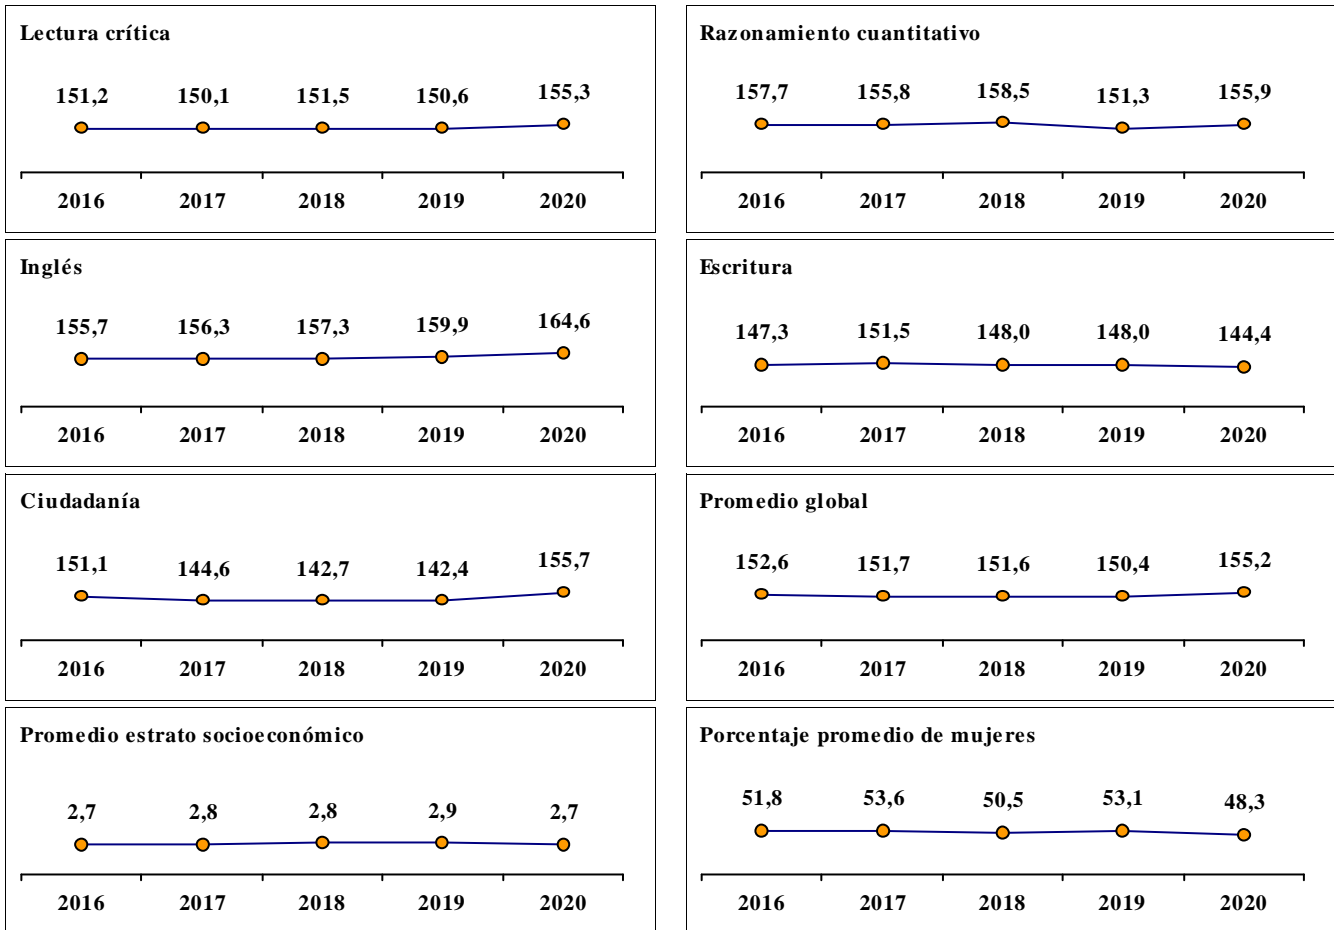 Lectura crítica
151,2 150,1 151,5 150,6 155,3
2016 2017 2018 2019 2020
Razonamiento cuantitativo
157,7 155,8 158,5 151,3 155,9
2016 2017 2018 2019 2020
Inglés
155,7 156,3 157,3 159,9 164,6
2016 2017 2018 2019 2020
Escritura
147,3 151,5 148,0 148,0 144,4
2016 2017 2018 2019 2020
Ciudadanía
151,1 144,6 142,7 142,4 155,7
2016 2017 2018 2019 2020
Promedio global
152,6 151,7 151,6 150,4 155,2
2016 2017 2018 2019 2020
Promedio estrato socioeconómico
2,7 2,8 2,8 2,9 2,7
2016 2017 2018 2019 2020
Porcentaje promedio de mujeres
51,8 53,6 50,5 53,1 48,3
2016 2017 2018 2019 2020